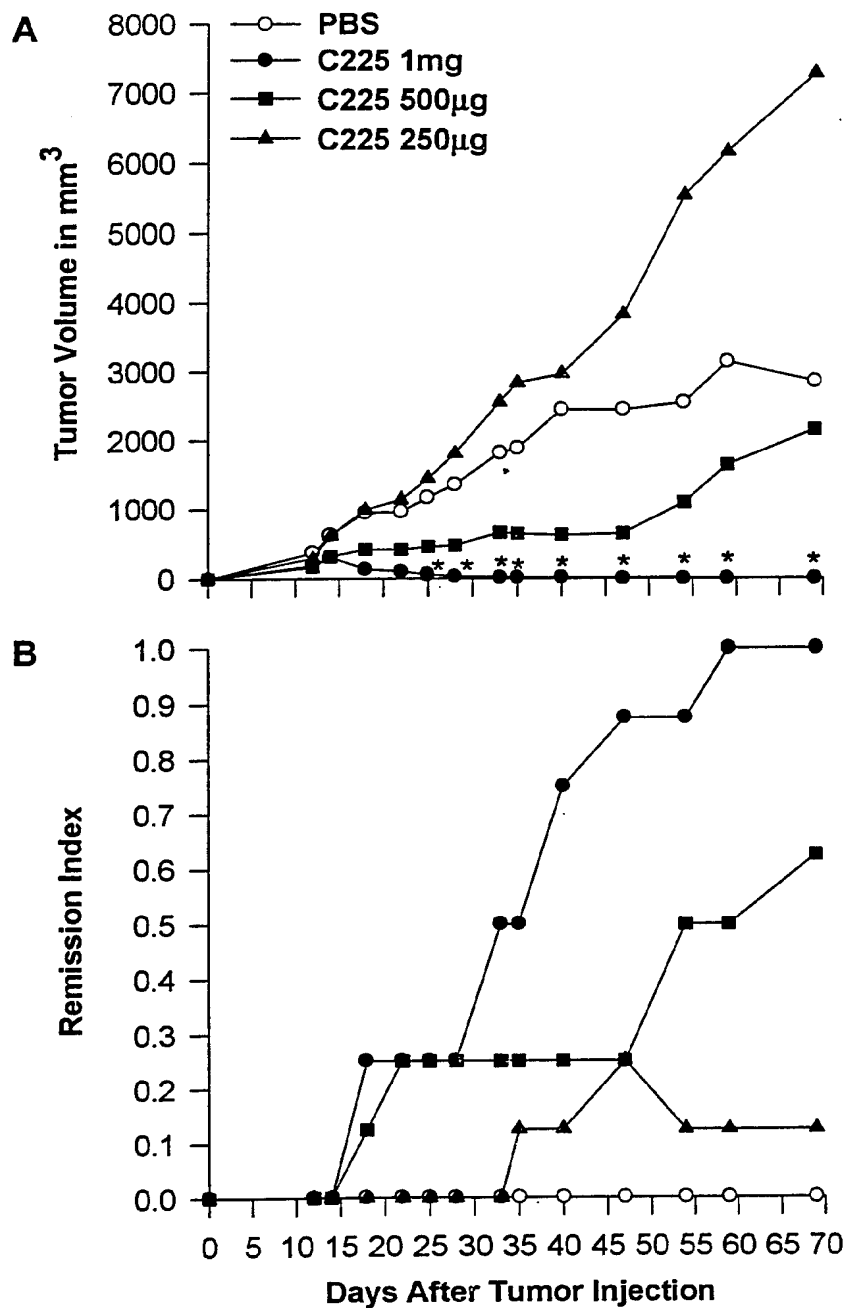 A
PBS
C225 1mg
C225 500µg
C225 250µg
Tumor Volume in mm³
8000
7000
6000
5000
4000
3000
2000
1000
0
* * * * * * * * *
B
Remission Index
1.0
0.9
0.8
0.7
0.6
0.5
0.4
0.3
0.2
0.1
0.0
0 5 10 15 20 25 30 35 40 45 50 55 60 65 70
Days After Tumor Injection